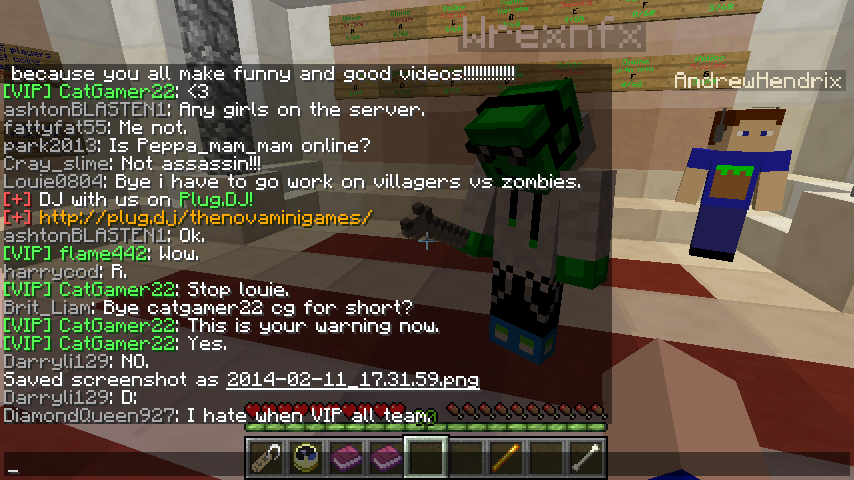 Wrexnfx
AndrewHendrix
because you all make funny and good videos!!!!!!!!!!!!!
[VIP] CatGamer22: <3
ashtonBLASTEN1: Any girls on the server.
fattyfat55: Me not.
park2013: Is Peppa_mam_mam online?
Cray_slime: Not assassin!!!
Louie0804: Bye i have to go work on villagers vs zombies.
[+] DJ with us on Plug.DJ!
[+] http://plug.dj/thenovaminigames/
ashtonBLASTEN1: Ok.
[VIP] flame442: Wow.
harrycod: R.
[VIP] CatGamer22: Stop louie.
Brit_Liam: Bye catgamer22 cg for short?
[VIP] CatGamer22: This is your warning now.
[VIP] CatGamer22: Yes.
Darryli129: NO.
Saved screenshot as 2014-02-11_17.31.59.png
Darryli129: D:
DiamondQueen927: I hate when VIP all team.
_